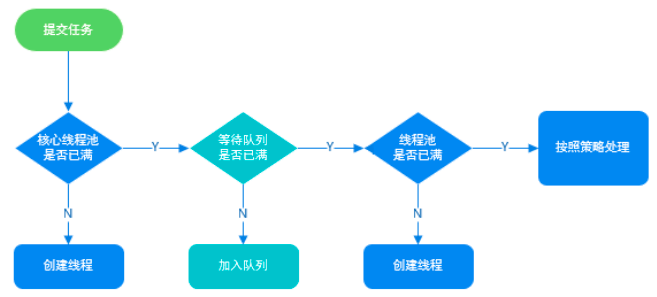 提交任务
核心线程池
是否已满
Y
等待队列
是否已满
Y
线程池
是否已满
Y
按照策略处理
N
N
N
创建线程
加入队列
创建线程